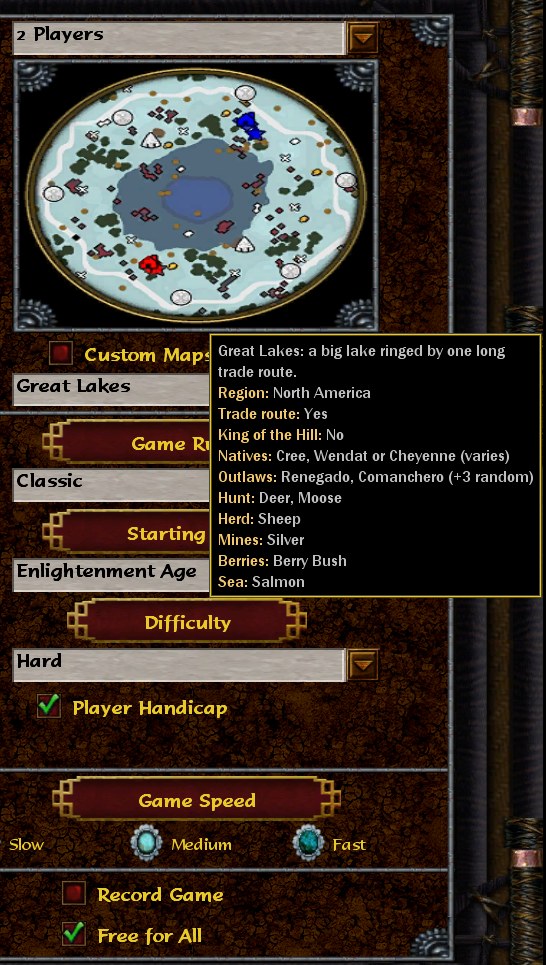 2 Players
Custom Maps
Great Lakes: a big lake ringed by one long
trade route.
Region: North America
Great Lakes
Trade route: Yes
King of the Hill: No
Game Ru
Natives: Cree, Wendat or Cheyenne (varies)
Outlaws: Renegado, Comanchero (+3 random)
Classic
Hunt: Deer, Moose
Herd: Sheep
Starting
Mines: Silver
Berries: Berry Bush
Enlightenment Age
Sea: Salmon
Difficulty
Hard
Player Handicap
Game Speed
Slow Medium Fast
Record Game
Free for All